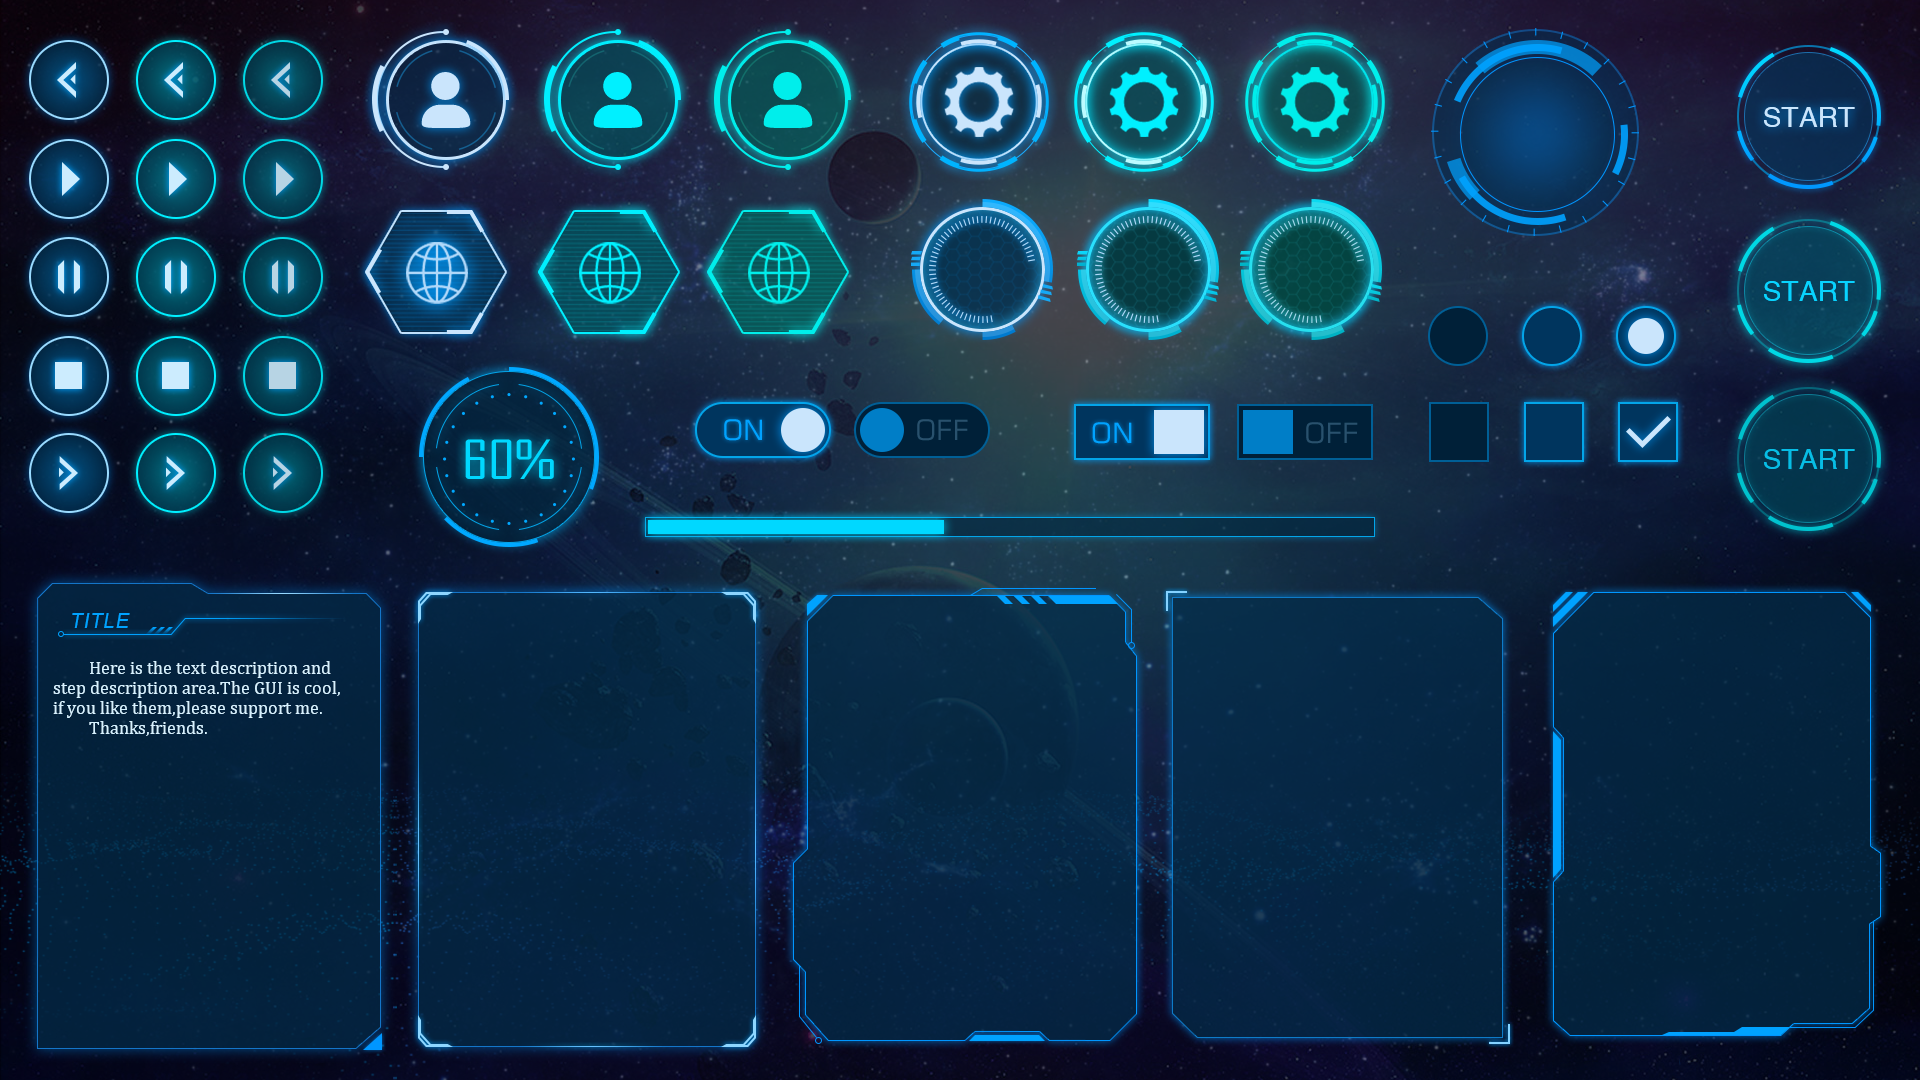 START
START
ON
OFF
ON
OFF
60%
START
TITLE
Here is the text description and
step description area.The GUI is cool,
if you like them,please support me.
Thanks,friends.